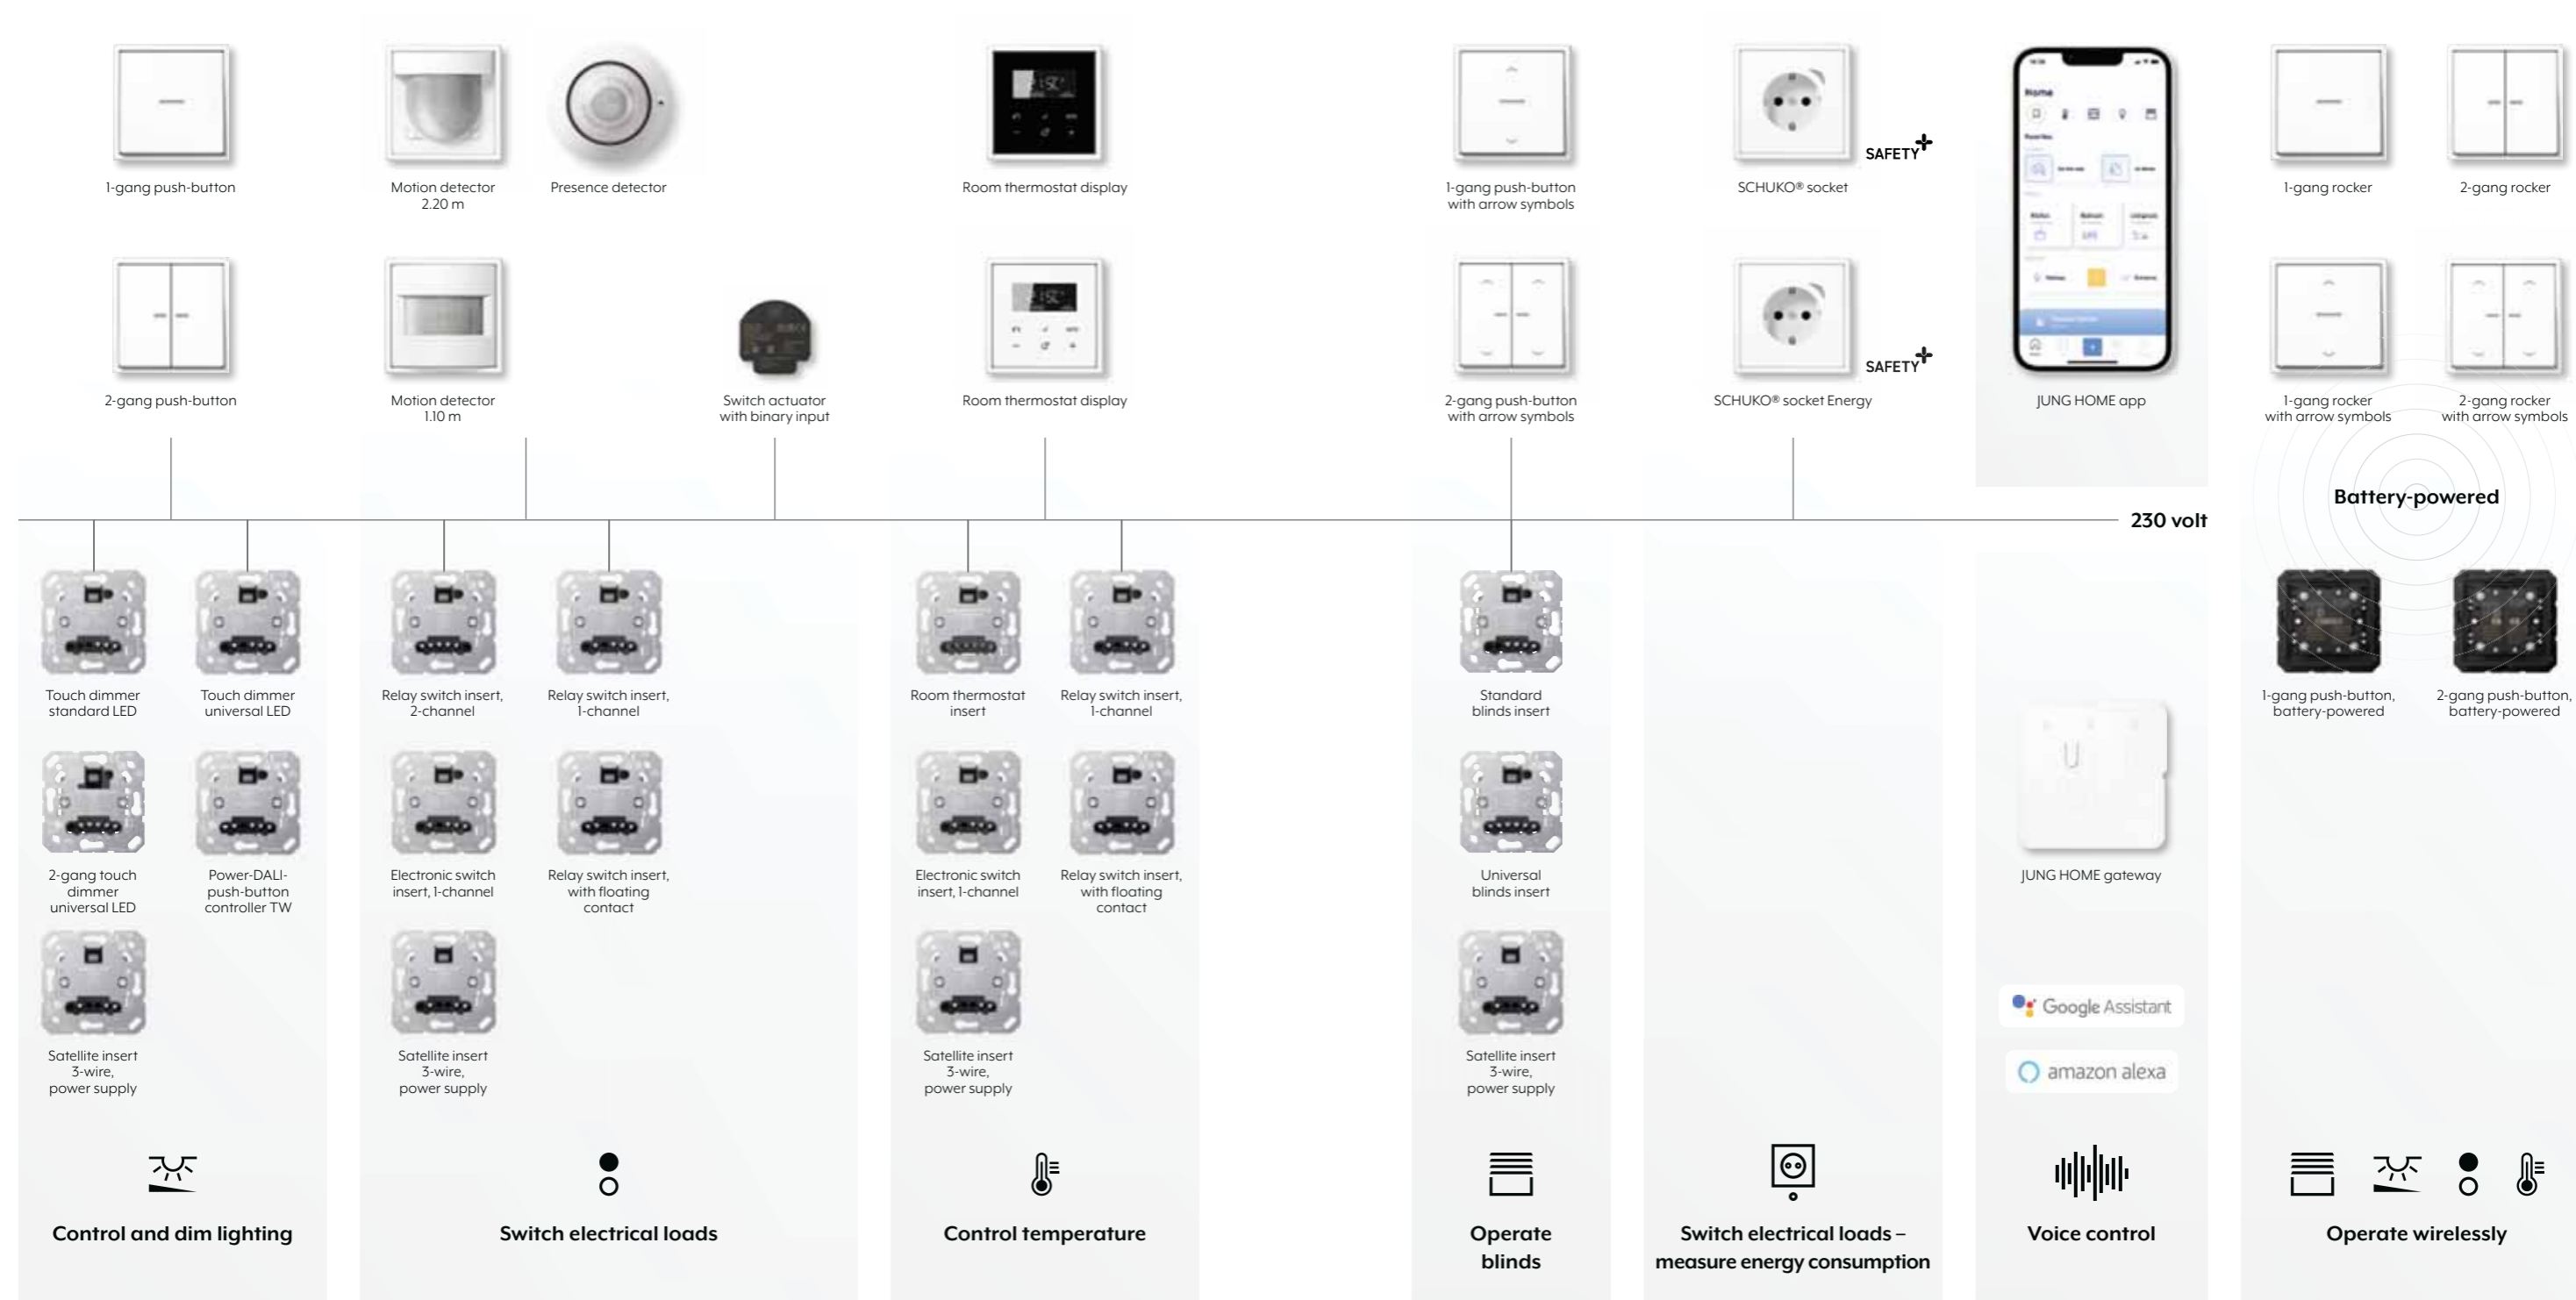 1-gang push-button
Motion detector
2.20 m
Presence detector
Room thermostat display
1-gang push-button
with arrow symbols
SAFETY+
SCHUKO® socket
1-gang rocker
2-gang rocker
Home
2-gang push-button
Motion detector
1.10 m
Switch actuator
with binary input
Room thermostat display
2-gang push-button
with arrow symbols
SAFETY+
SCHUKO® socket Energy
JUNG HOME app
1-gang rocker
with arrow symbols
2-gang rocker
with arrow symbols
Battery-powered
230 volt
Touch dimmer
standard LED
Touch dimmer
universal LED
Relay switch insert,
2-channel
Relay switch insert,
1-channel
Room thermostat
insert
Relay switch insert,
1-channel
Standard
blinds insert
1-gang push-button,
battery-powered
2-gang push-button,
battery-powered
2-gang touch
dimmer
universal LED
Power-DALI-
push-button
controller TW
Electronic switch
insert, 1-channel
Relay switch insert,
with floating
contact
Electronic switch
insert, 1-channel
Relay switch insert,
with floating
contact
Universal
blinds insert
JUNG HOME gateway
Satellite insert
3-wire,
power supply
Satellite insert
3-wire,
power supply
Satellite insert
3-wire,
power supply
Satellite insert
3-wire,
power supply
Google Assistant
amazon alexa
Control and dim lighting
Switch electrical loads
Control temperature
Operate
blinds
Switch electrical loads –
measure energy consumption
Voice control
Operate wirelessly